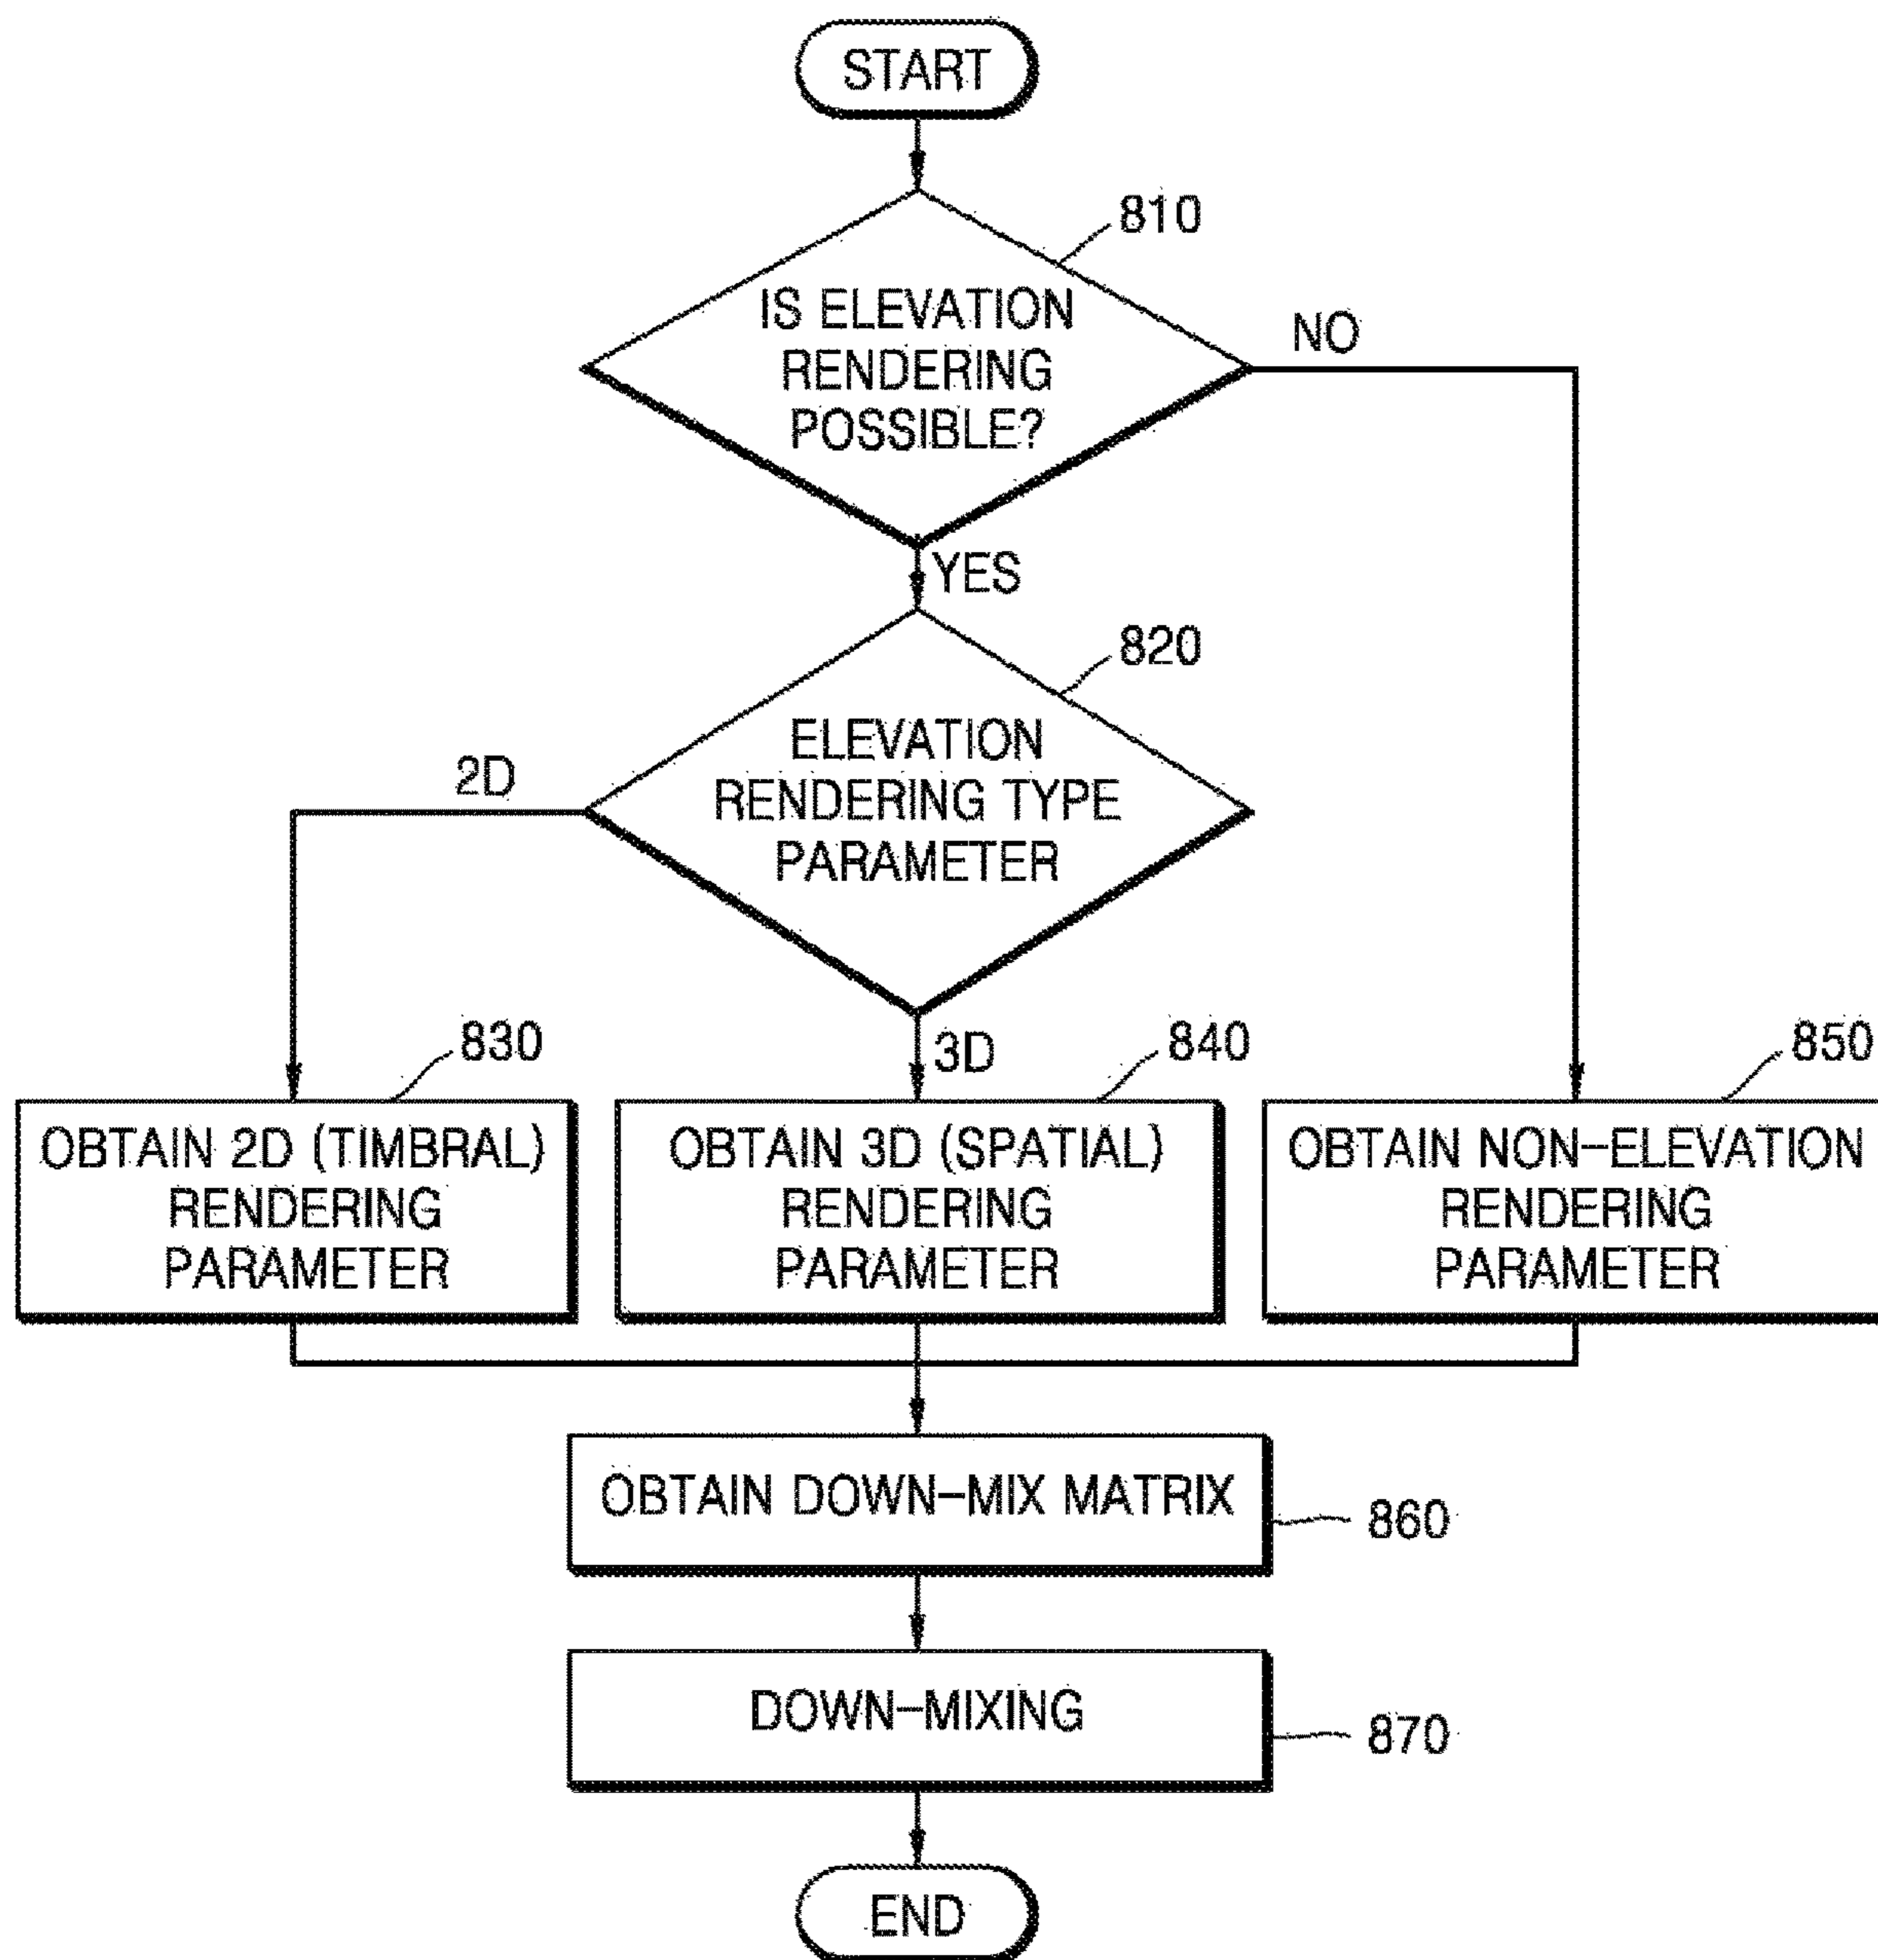 START
810
IS ELEVATION
RENDERING
POSSIBLE?
NO
YES
820
ELEVATION
RENDERING TYPE
PARAMETER
2D
3D
830
OBTAIN 2D (TIMBRAL)
RENDERING
PARAMETER
840
OBTAIN 3D (SPATIAL)
RENDERING
PARAMETER
850
OBTAIN NON-ELEVATION
RENDERING
PARAMETER
OBTAIN DOWN-MIX MATRIX
860
DOWN-MIXING
870
END